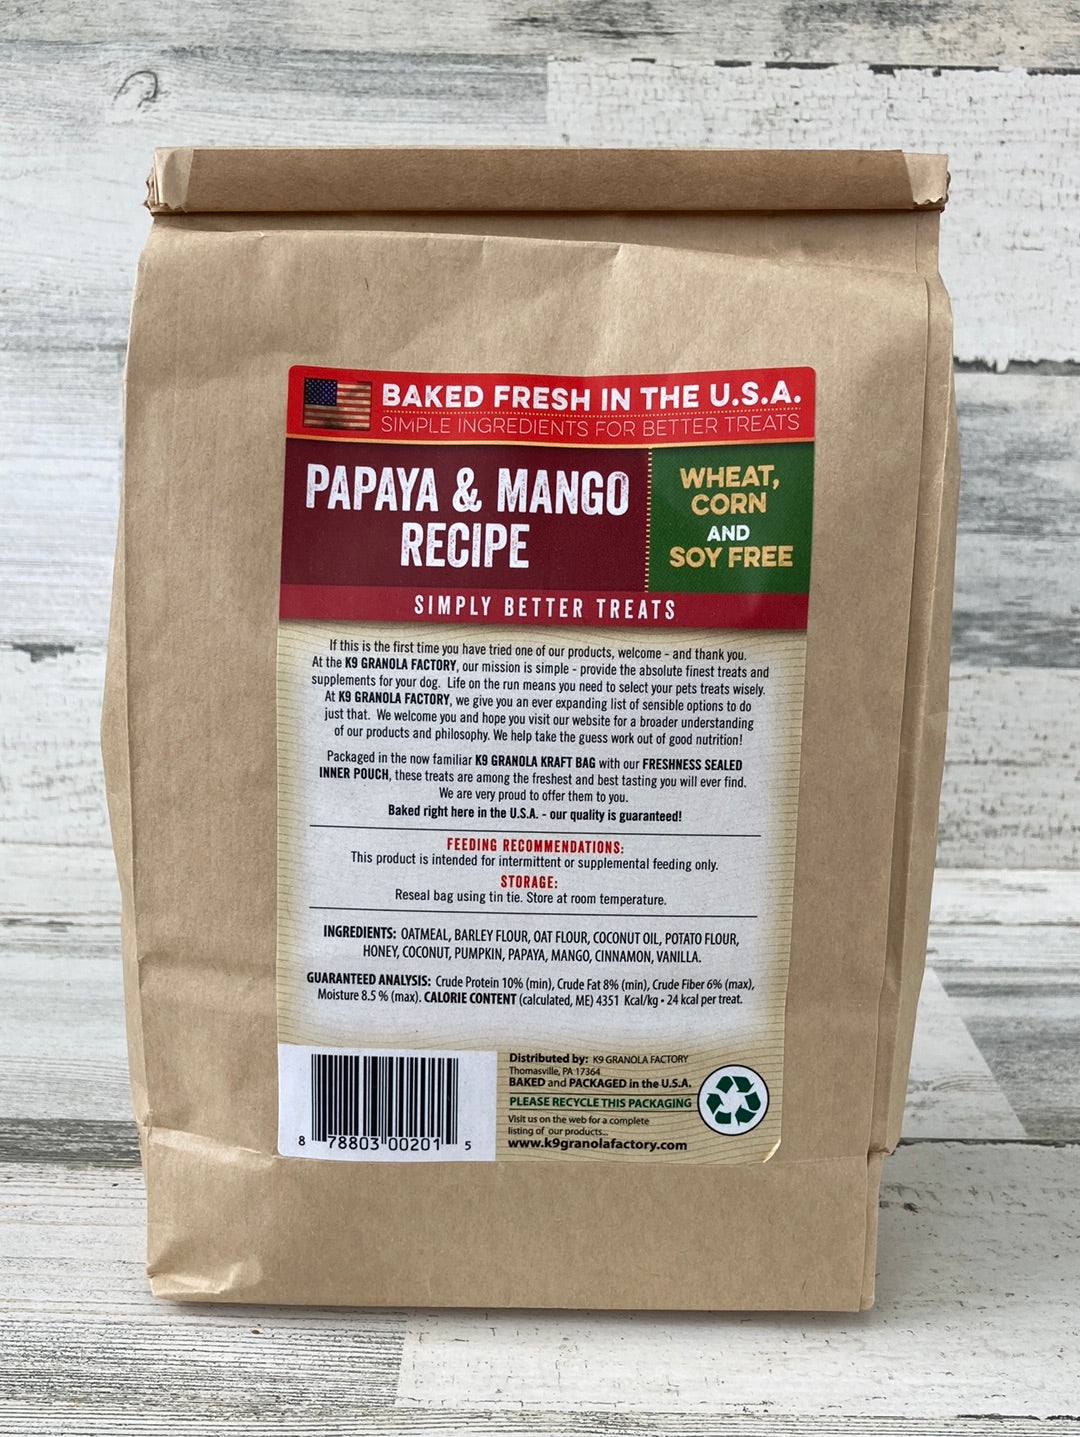 BAKED FRESH IN THE U.S.A.
SIMPLE INGREDIENTS FOR BETTER TREATS
PAPAYA & MANGO
RECIPE
WHEAT,
CORN
AND
SOY FREE
SIMPLY BETTER TREATS
If this is the first time you have tried one of our products, welcome - and thank you.
At the K9 GRANOLA FACTORY, our mission is simple - provide the absolute finest treats and
supplements for your dog. Life on the run means you need to select your pets treats wisely.
At K9 GRANOLA FACTORY, we give you an ever expanding list of sensible options to do
just that. We welcome you and hope you visit our website for a broader understanding
of our products and philosophy. We help take the guess work out of good nutrition!
Packaged in the now familiar K9 GRANOLA KRAFT BAG with our FRESHNESS SEALED
INNER POUCH, these treats are among the freshest and best tasting you will ever find.
We are very proud to offer them to you.
Baked right here in the U.S.A. - our quality is guaranteed!
FEEDING RECOMMENDATIONS:
This product is intended for intermittent or supplemental feeding only.
STORAGE:
Reseal bag using tin tie. Store at room temperature.
INGREDIENTS: OATMEAL, BARLEY FLOUR, OAT FLOUR, COCONUT OIL, POTATO FLOUR,
HONEY, COCONUT, PUMPKIN, PAPAYA, MANGO, CINNAMON, VANILLA.
GUARANTEED ANALYSIS: Crude Protein 10% (min), Crude Fat 8% (min), Crude Fiber 6% (max),
Moisture 8.5 % (max). CALORIE CONTENT (calculated, ME) 4351 Kcal/kg • 24 kcal per treat.
8 78803 00201 5
Distributed by: K9 GRANOLA FACTORY
Thomasville, PA 17364
BAKED and PACKAGED in the U.S.A.
PLEASE RECYCLE THIS PACKAGING
Visit us on the web for a complete
listing of our products...
www.k9granolafactory.com